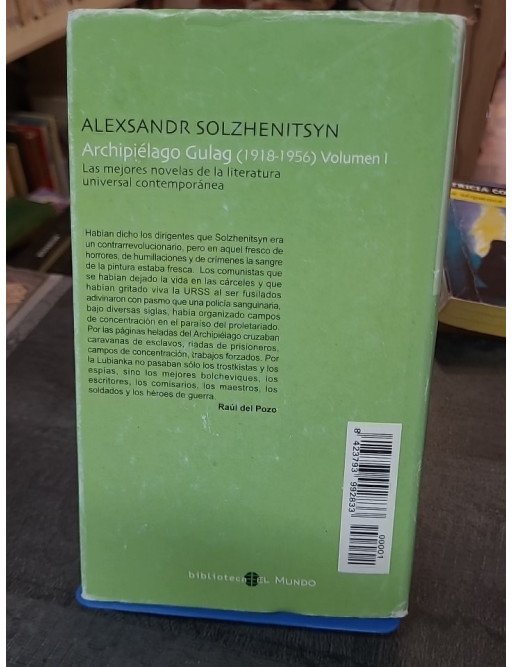 ALEXSANDR SOLZHENITSYN
Archipiélago Gulag (1918-1956) Volumen I
Las mejores novelas de la literatura
universal contemporánea
Habían dicho los dirigentes que Solzhenitsyn era
un contrarrevolucionario, pero en aquel fresco de
horrores, de humillaciones y de crímenes la sangre
de la pintura estaba fresca. Los comunistas que
se habían dejado la vida en las cárceles y que
habían gritado viva la URSS al ser fusilados
adivinaron con pasmo que una policía sanguinaria,
bajo diversas siglas, había organizado campos
de concentración en el paraíso del proletariado.
Por las páginas heladas del Archipiélago cruzaban
caravanas de esclavos, riadas de prisioneros,
campos de concentración, trabajos forzados. Por
la Lubianka no pasaban sólo los trostkistas y los
espías, sino los mejores bolcheviques, los
escritores, los comisarios, los maestros, los
soldados y los héroes de guerra.
Raúl del Pozo
8 423793 992833
00001
biblioteca EL MUNDO